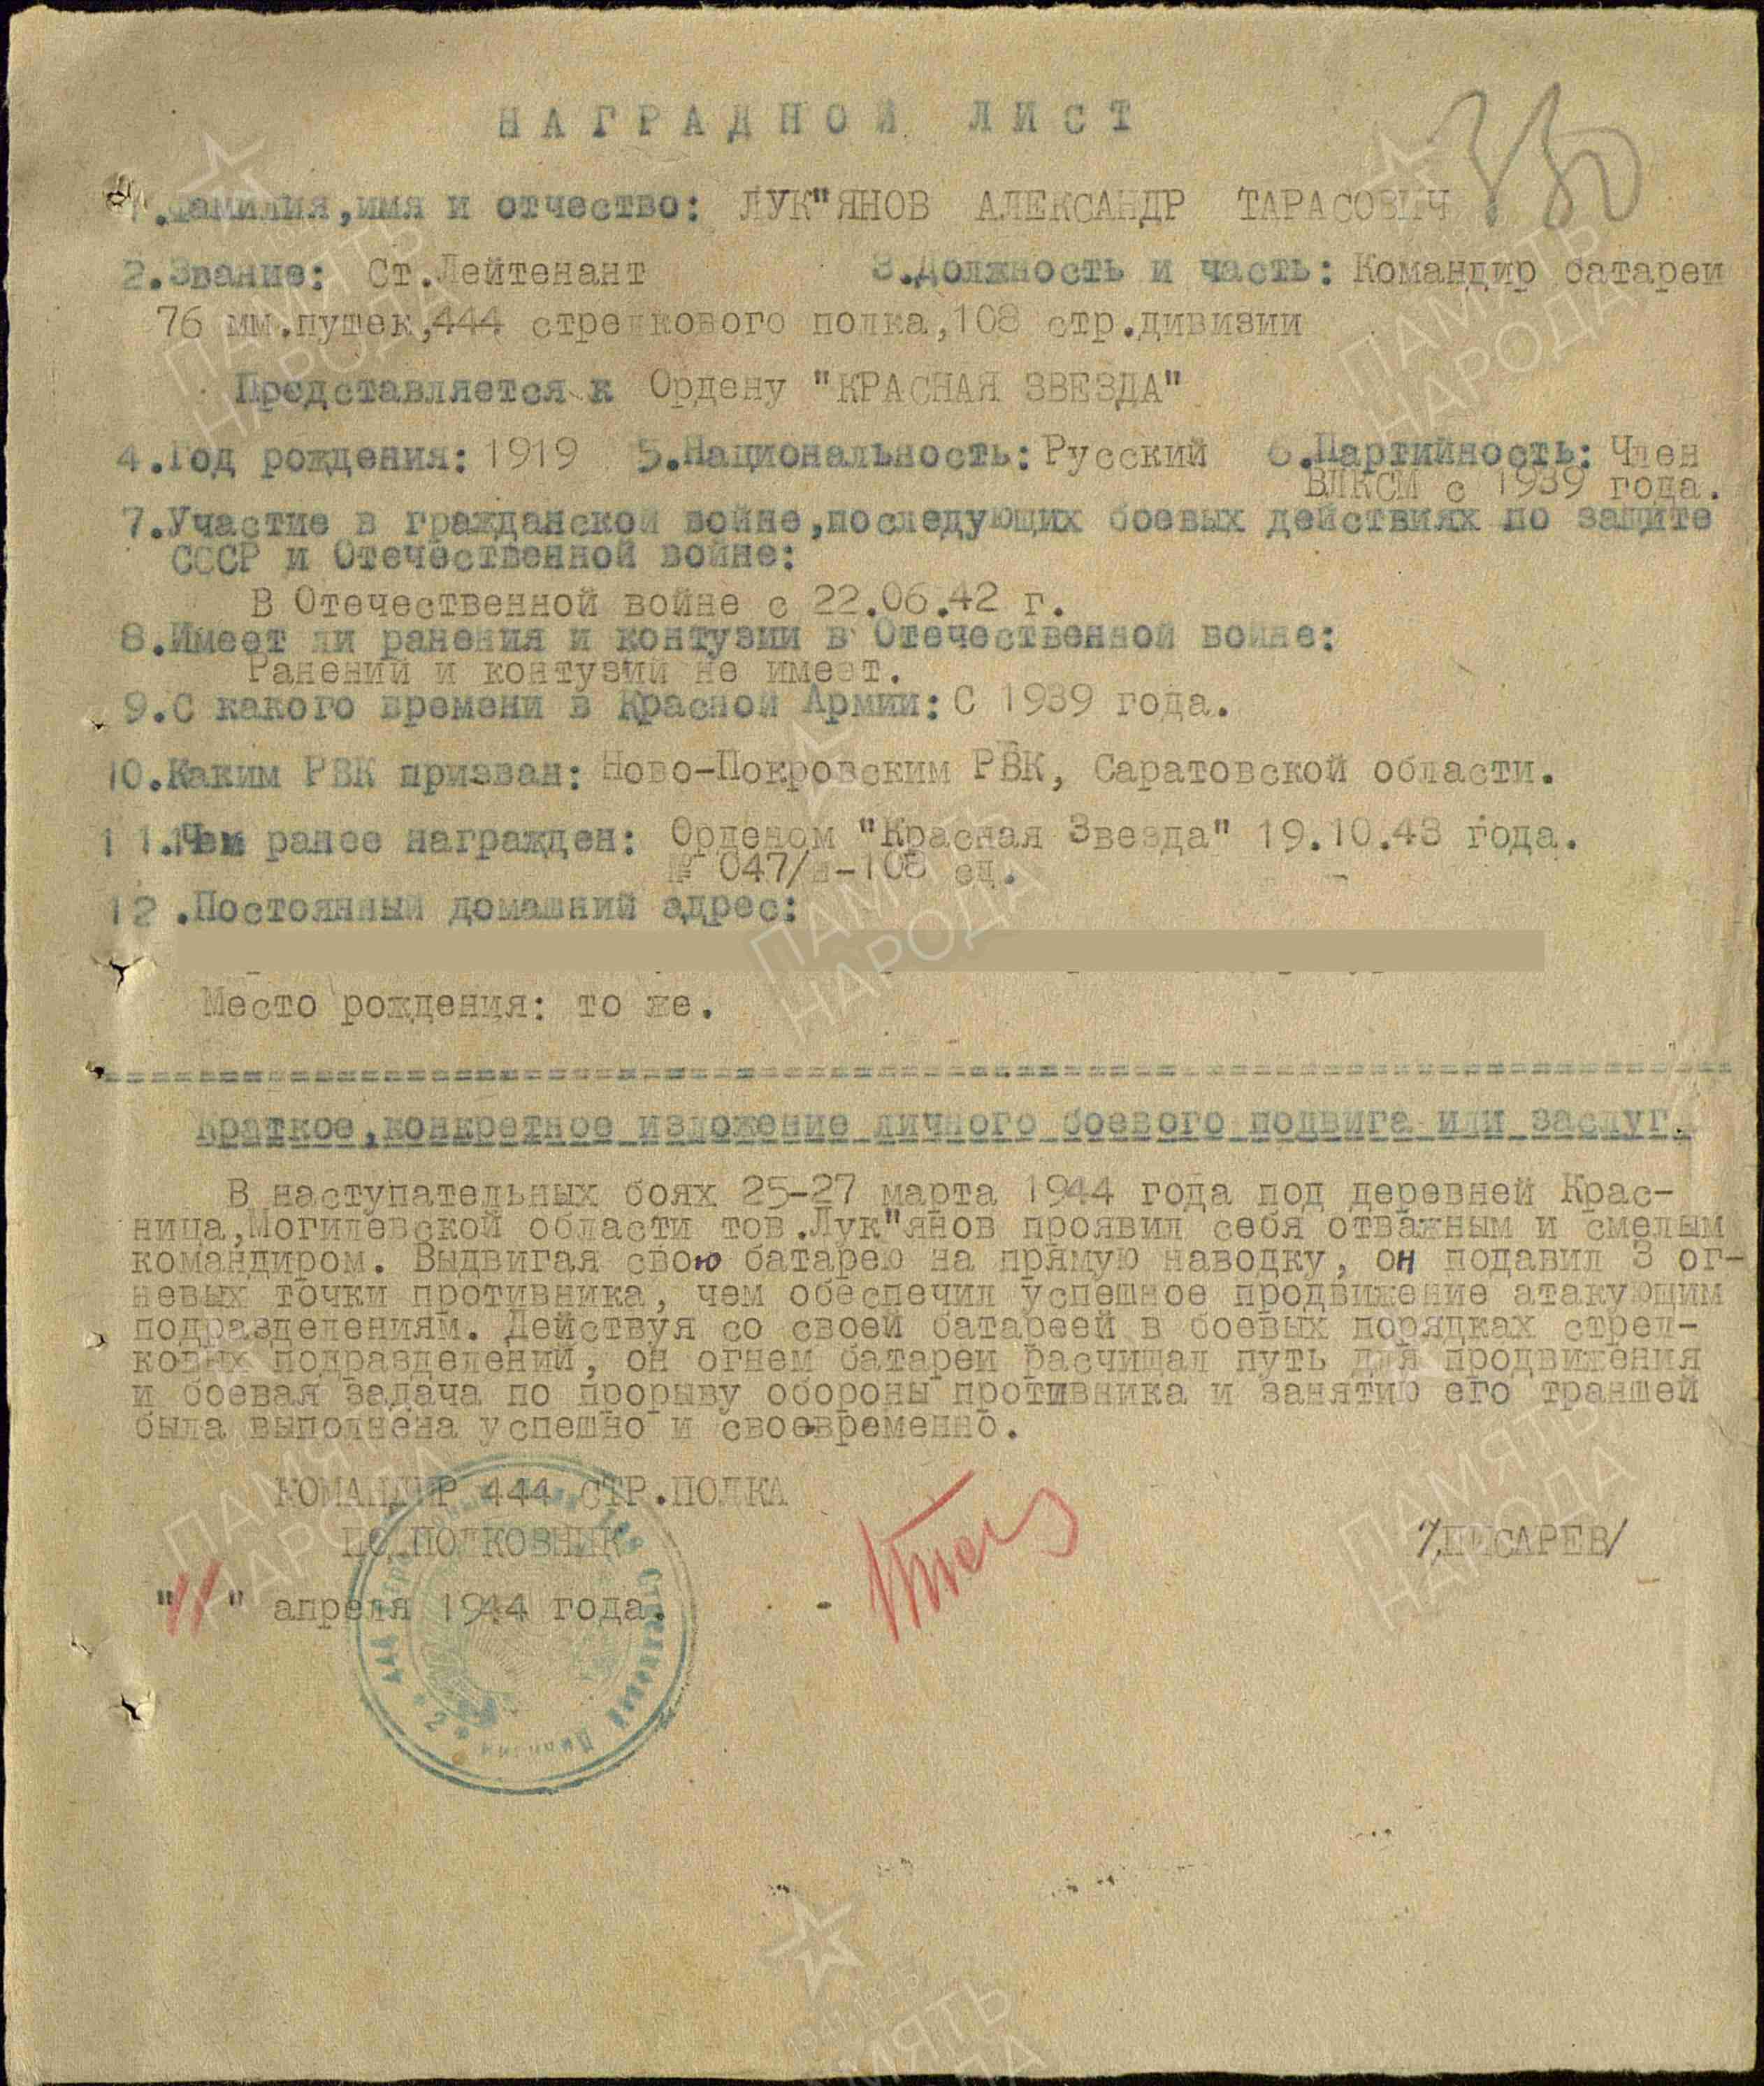 НАГРАДНОЙ ЛИСТ
1.Фамилия,имя и отчество: ЛУК"ЯНОВ АЛЕКСАНДР ТАРАСОВИЧ
2.Звание: Ст.Лейтенант 3.Должность и часть: Командир батареи
76 мм.пушек,444 стрелкового полка,108 стр.дивизии
Представляется к Ордену "КРАСНАЯ ЗВЕЗДА"
4.Год рождения: 1919 5.Национальность: Русский 6.Партийность: Член
ВЛКСМ с 1939 года.
7.Участие в гражданской войне,последующих боевых действиях по защите
СССР и Отечественной войне:
В Отечественной войне с 22.06.42 г.
8.Имеет ли ранения и контузии в Отечественной войне:
Ранений и контузий не имеет.
9.С какого времени в Красной Армии: С 1939 года.
10.Каким РВК призван: Ново-Покровским РВК, Саратовской области.
11.Чем ранее награжден: Орденом "Красная Звезда" 19.10.43 года.
№ 047/н-108 сд.
12.Постоянный домашний адрес:
Место рождения: то же.
Краткое,конкретное изложение личного боевого подвига или заслуг.
В наступательных боях 25-27 марта 1944 года под деревней Крас-
ница,Могилевской области тов.Лук"янов проявил себя отважным и смелым
командиром. Выдвигая свою батарею на прямую наводку, он подавил 3 ог-
невых точки противника, чем обеспечил успешное продвижение атакующим
подразделениям. Действуя со своей батареей в боевых порядках стрел-
ковых подразделений, он огнем батареи расчищал путь для продвижения
и боевая задача по прорыву обороны противника и занятию его траншей
была выполнена успешно и своевременно.
КОМАНДИР 444 СТР.ПОЛКА
ПОДПОЛКОВНИК /ПИСАРЕВ/
"11" апреля 1944 года.
ПАМЯТЬ
НАРОДА